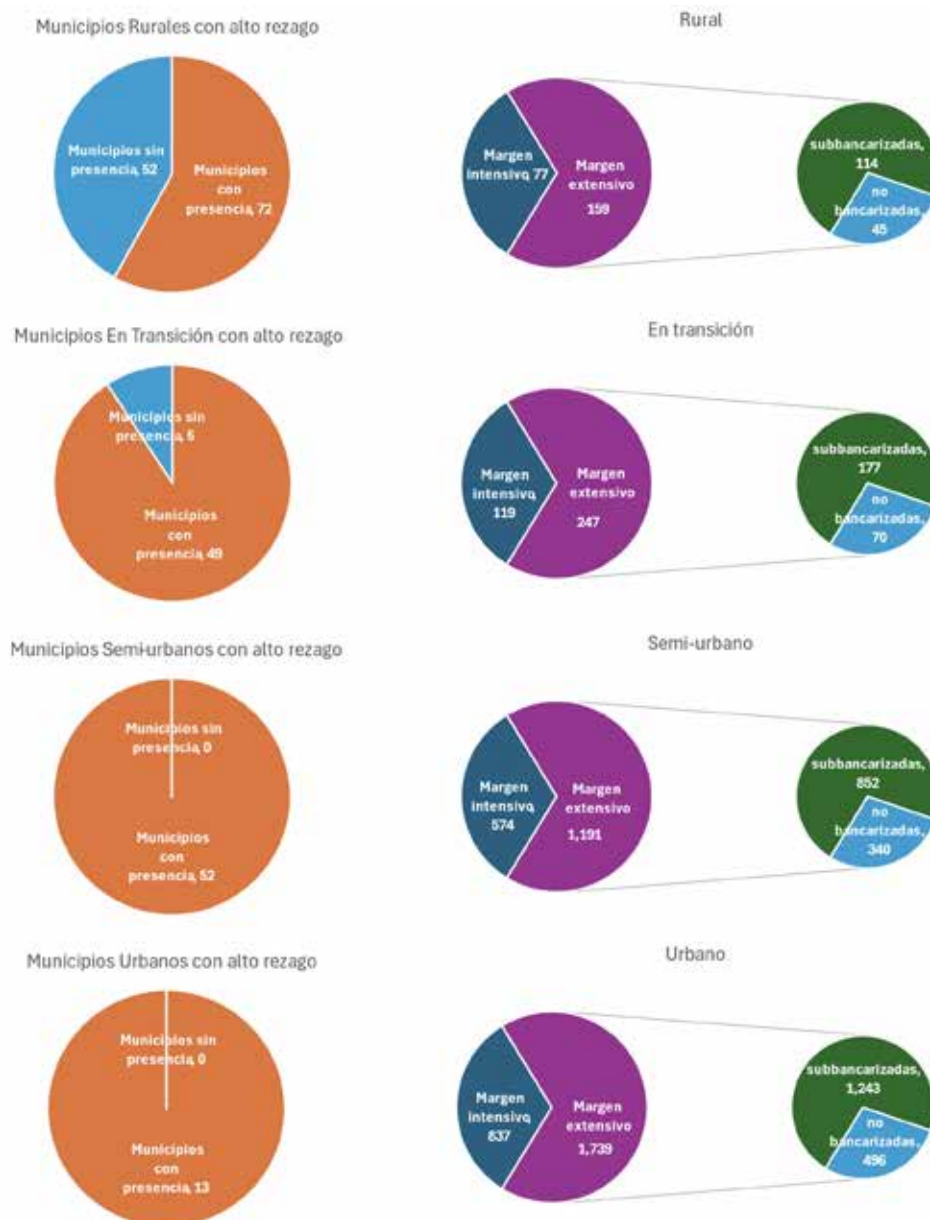 Municipios Rurales con alto rezago
Municipios sin
presencia, 52
Municipios
con
presencia, 72
Rural
Margen
intensivo, 77
Margen
extensivo
159
subbancarizadas,
114
no
bancarizadas,
45
Municipios En Transición con alto rezago
Municipios sin
presencia, 5
Municipios
con
presencia, 49
En transición
Margen
intensivo,
119
Margen
extensivo
247
subbancarizadas,
177
no
bancarizadas,
70
Municipios Semi-urbanos con alto rezago
Municipios sin
presencia, 0
Municipios
con
presencia, 52
Semi-urbano
Margen
intensivo,
574
Margen
extensivo
1,191
subbancarizadas,
852
no
bancarizadas,
340
Municipios Urbanos con alto rezago
Municipios sin
presencia, 0
Municipios
con
presencia, 13
Urbano
Margen
intensivo,
837
Margen
extensivo
1,739
subbancarizadas,
1,243
no
bancarizadas,
496